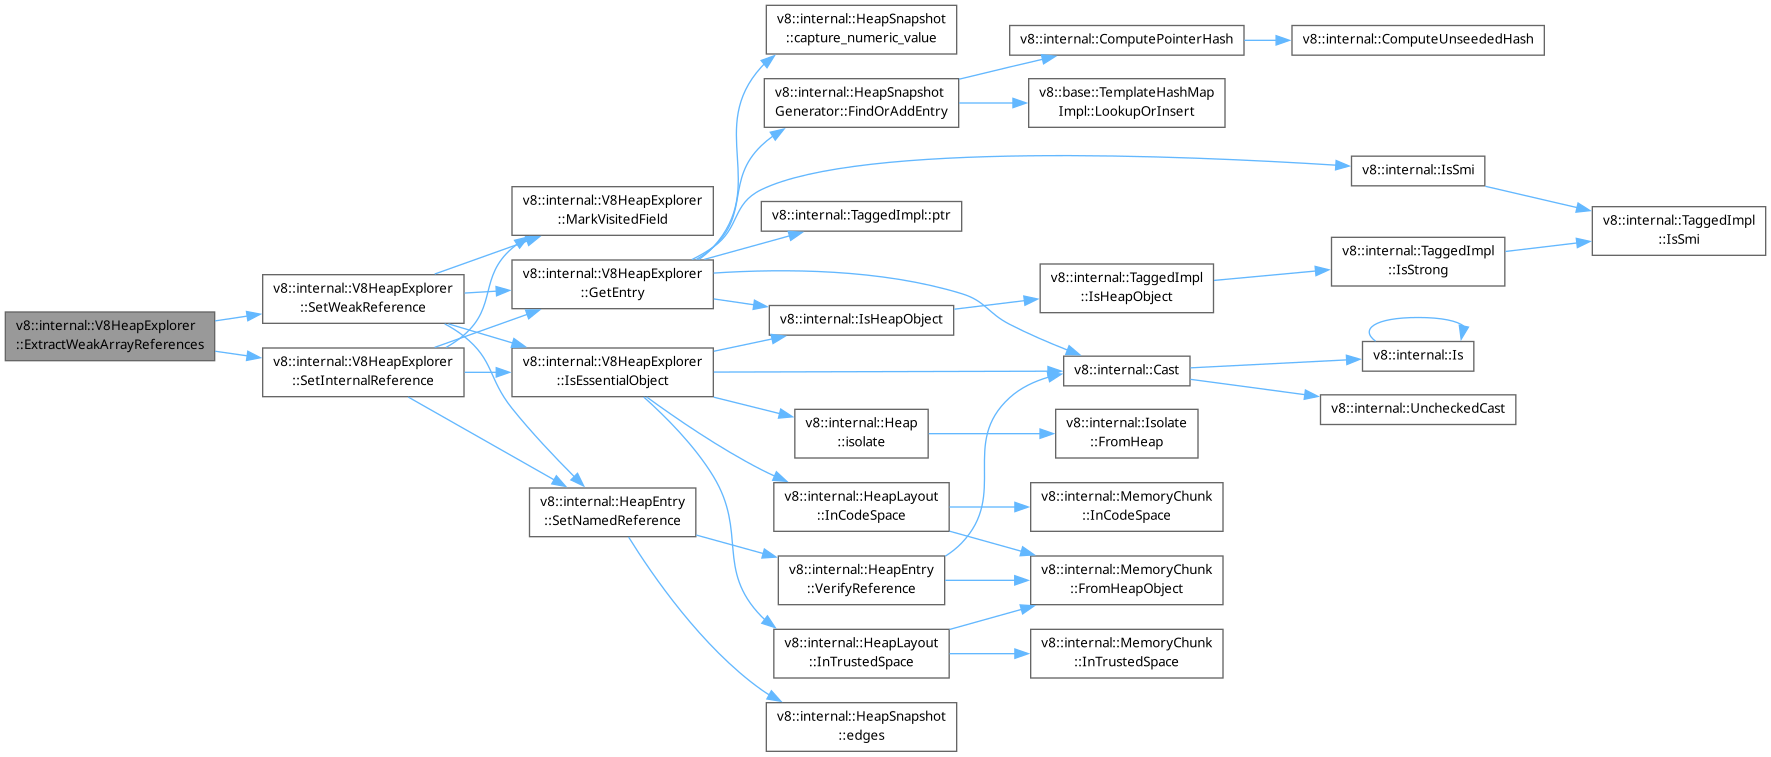 v8::internal::V8HeapExplorer
::ExtractWeakArrayReferences
v8::internal::V8HeapExplorer
::SetWeakReference
v8::internal::V8HeapExplorer
::SetInternalReference
v8::internal::V8HeapExplorer
::MarkVisitedField
v8::internal::V8HeapExplorer
::GetEntry
v8::internal::V8HeapExplorer
::IsEssentialObject
v8::internal::HeapEntry
::SetNamedReference
v8::internal::HeapSnapshot
::capture_numeric_value
v8::internal::HeapSnapshot
Generator::FindOrAddEntry
v8::internal::TaggedImpl::ptr
v8::internal::IsHeapObject
v8::internal::Heap
::isolate
v8::internal::HeapLayout
::InCodeSpace
v8::internal::HeapEntry
::VerifyReference
v8::internal::HeapLayout
::InTrustedSpace
v8::internal::HeapSnapshot
::edges
v8::internal::ComputePointerHash
v8::base::TemplateHashMap
Impl::LookupOrInsert
v8::internal::TaggedImpl
::IsHeapObject
v8::internal::Cast
v8::internal::Isolate
::FromHeap
v8::internal::MemoryChunk
::InCodeSpace
v8::internal::MemoryChunk
::FromHeapObject
v8::internal::MemoryChunk
::InTrustedSpace
v8::internal::ComputeUnseededHash
v8::internal::IsSmi
v8::internal::TaggedImpl
::IsStrong
v8::internal::Is
v8::internal::UncheckedCast
v8::internal::TaggedImpl
::IsSmi